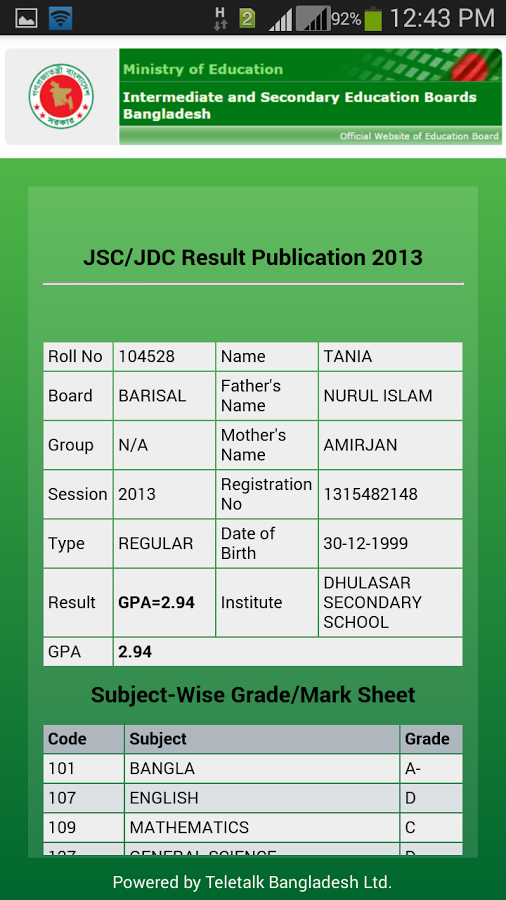 H 2 92% 12:43 PM
গণপ্রজাতন্ত্রী বাংলাদেশ
সরকার
Ministry of Education
Intermediate and Secondary Education Boards
Bangladesh
Official Website of Education Board
JSC/JDC Result Publication 2013
Roll No 104528 Name TANIA
Board BARISAL Father's Name NURUL ISLAM
Group N/A Mother's Name AMIRJAN
Session 2013 Registration No 1315482148
Type REGULAR Date of Birth 30-12-1999
Result GPA=2.94 Institute DHULASAR SECONDARY SCHOOL
GPA 2.94
Subject-Wise Grade/Mark Sheet
Code Subject Grade
101 BANGLA A-
107 ENGLISH D
109 MATHEMATICS C
127 GENERAL SCIENCE
Powered by Teletalk Bangladesh Ltd.